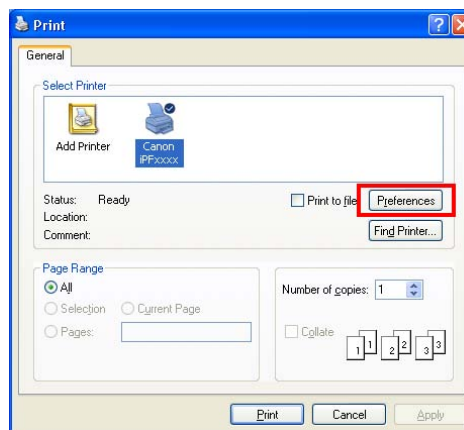 Print
General
Select Printer
Add Printer
Canon
iPFxxxx
Status: Ready
Print to file
Preferences
Location:
Comment:
Find Printer...
Page Range
All
Selection
Current Page
Pages:
Number of copies: 1
Collate
1 1 2 2 3 3
Print
Cancel
Apply